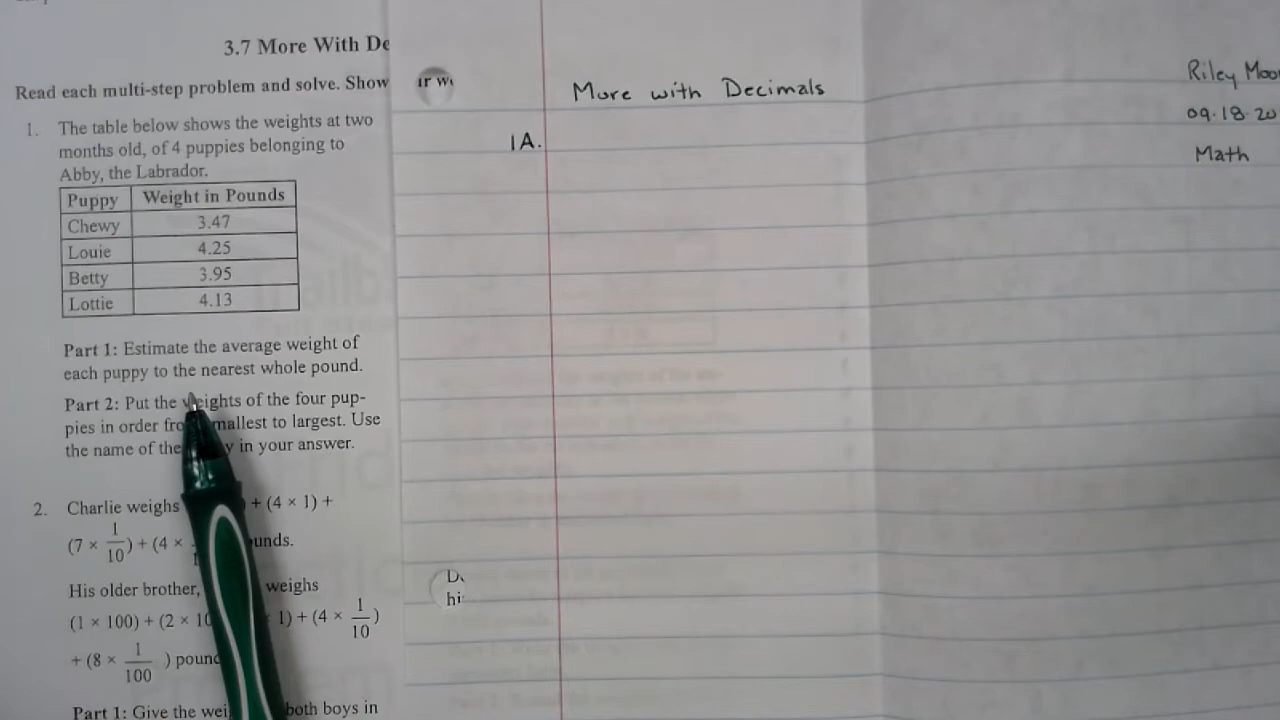 3.7 More With De
Read each multi-step problem and solve. Show
1. The table below shows the weights at two
months old, of 4 puppies belonging to
Abby, the Labrador.
Puppy Weight in Pounds
Chewy 3.47
Louie 4.25
Betty 3.95
Lottie 4.13
Part 1: Estimate the average weight of
each puppy to the nearest whole pound.
Part 2: Put the weights of the four pup-
pies in order fro mallest to largest. Use
the name of the y in your answer.
2. Charlie weighs + (4 × 1) +
(7 × 1/10) + (4 × unds.
His older brother, weighs
(1 × 100) + (2 × 10 1) + (4 × 1/10)
+ (8 × 1/100 ) pound
Part 1: Give the wei both boys in
More with Decimals
1A.
Riley Moo
09.18.20
Math